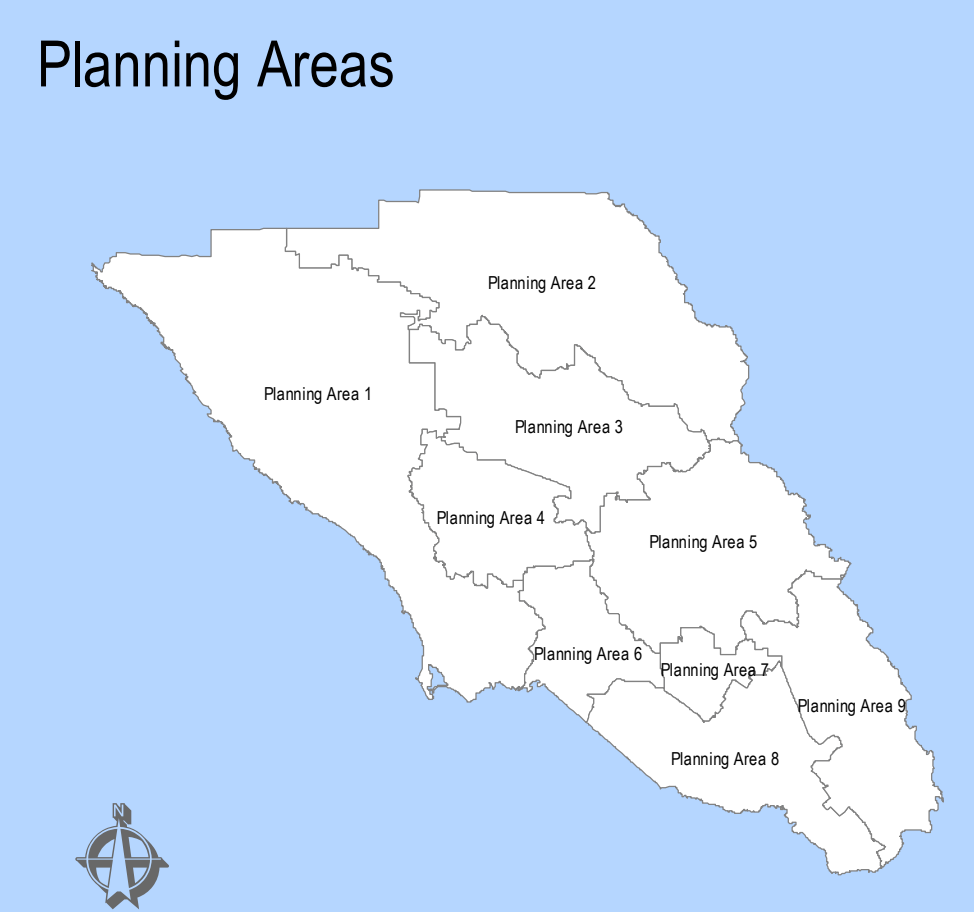 Planning Areas
Planning Area 2
Planning Area 1
Planning Area 3
Planning Area 4
Planning Area 5
Planning Area 6
Planning Area 7
Planning Area 9
Planning Area 8
N